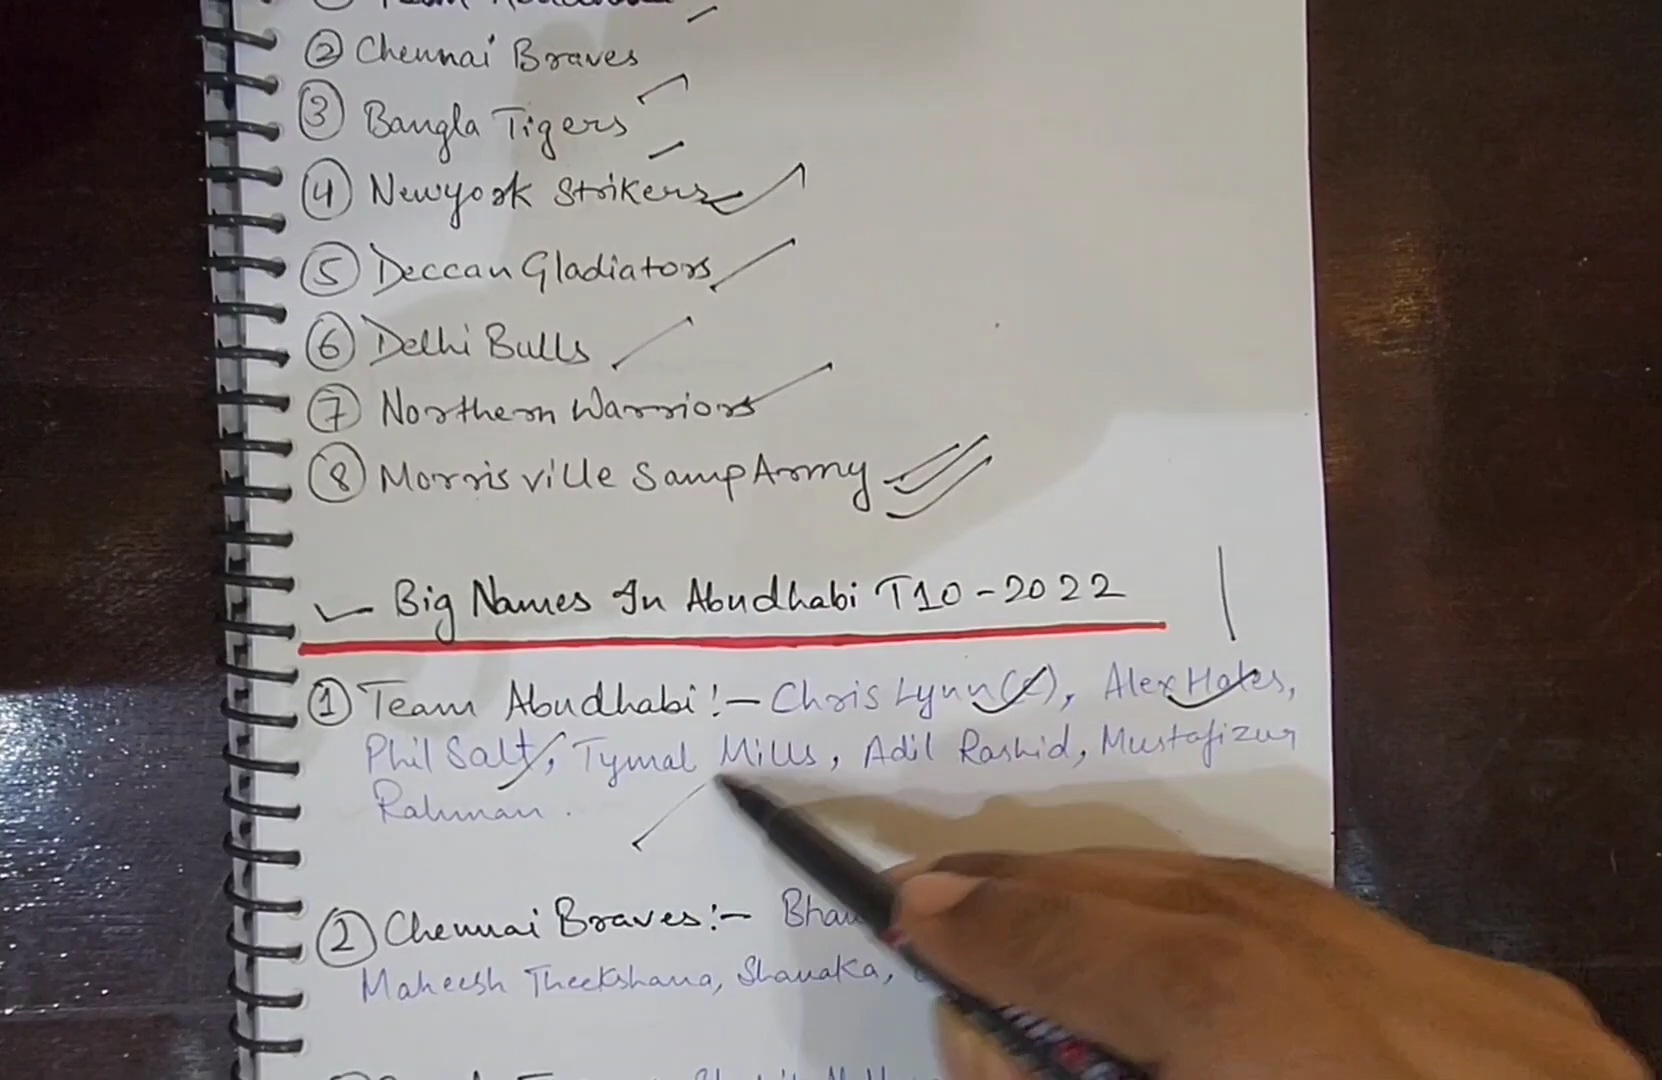 ② Chennai Braves
③ Bangla Tigers
④ Newyork Strikers
⑤ Deccan Gladiators
⑥ Delhi Bulls
⑦ Northern Warriors
⑧ Morrisville SampArmy
Big Names In Abudhabi T10-2022
① Team Abudhabi:- Chris Lynn(c), Alex Hales,
Phil Salt, Tymal Mills, Adil Rashid, Mustafizur
Rahman.
② Chennai Braves:-
Maheesh Theekshana, Shanaka,